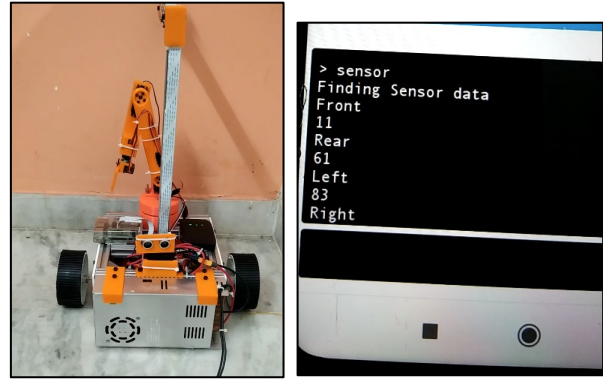 > sensor
Finding Sensor data
Front
11
Rear
61
Left
83
Right